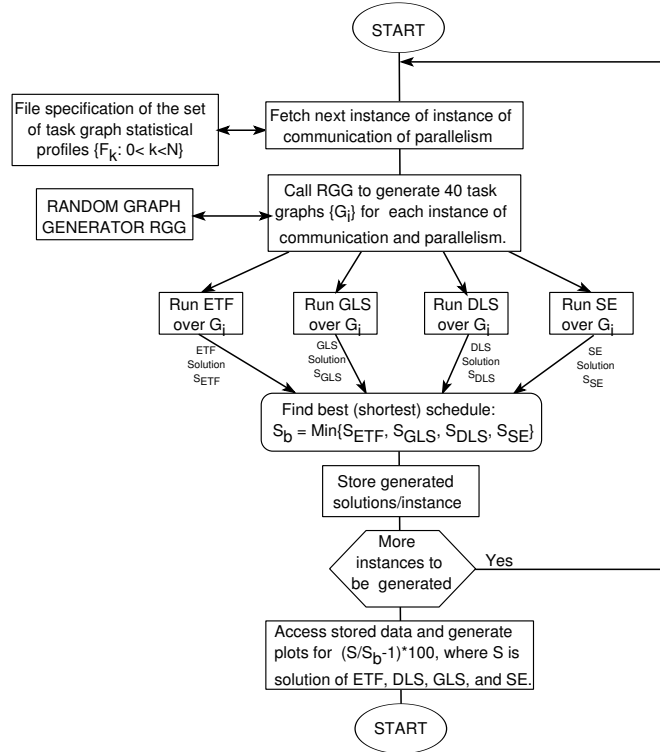 START
File specification of the set
of task graph statistical
profiles {Fk: 0< k<N}
Fetch next instance of instance of
communication of parallelism
RANDOM GRAPH
GENERATOR RGG
Call RGG to generate 40 task
graphs {Gi} for each instance of
communication and parallelism.
Run ETF
over Gi
Run GLS
over Gi
Run DLS
over Gi
Run SE
over Gi
ETF
Solution
SETF
GLS
Solution
SGLS
DLS
Solution
SDLS
SE
Solution
SSE
Find best (shortest) schedule:
Sb = Min{SETF, SGLS, SDLS, SSE}
Store generated
solutions/instance
More
instances to
be generated
Yes
Access stored data and generate
plots for (S/Sb-1)*100, where S is
solution of ETF, DLS, GLS, and SE.
START